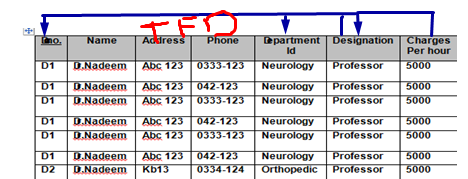 TFD
Dno. Name Address Phone Department Id Designation Charges Per hour
D1 D.Nadeem Abc 123 0333-123 Neurology Professor 5000
D1 D.Nadeem Abc 123 042-123 Neurology Professor 5000
D1 D.Nadeem Abc 123 0333-123 Neurology Professor 5000
D1 D.Nadeem Abc 123 042-123 Neurology Professor 5000
D1 D.Nadeem Abc 123 0333-123 Neurology Professor 5000
D1 D.Nadeem Abc 123 042-123 Neurology Professor 5000
D2 D.Nadeem Kb13 0334-124 Orthopedic Professor 5000